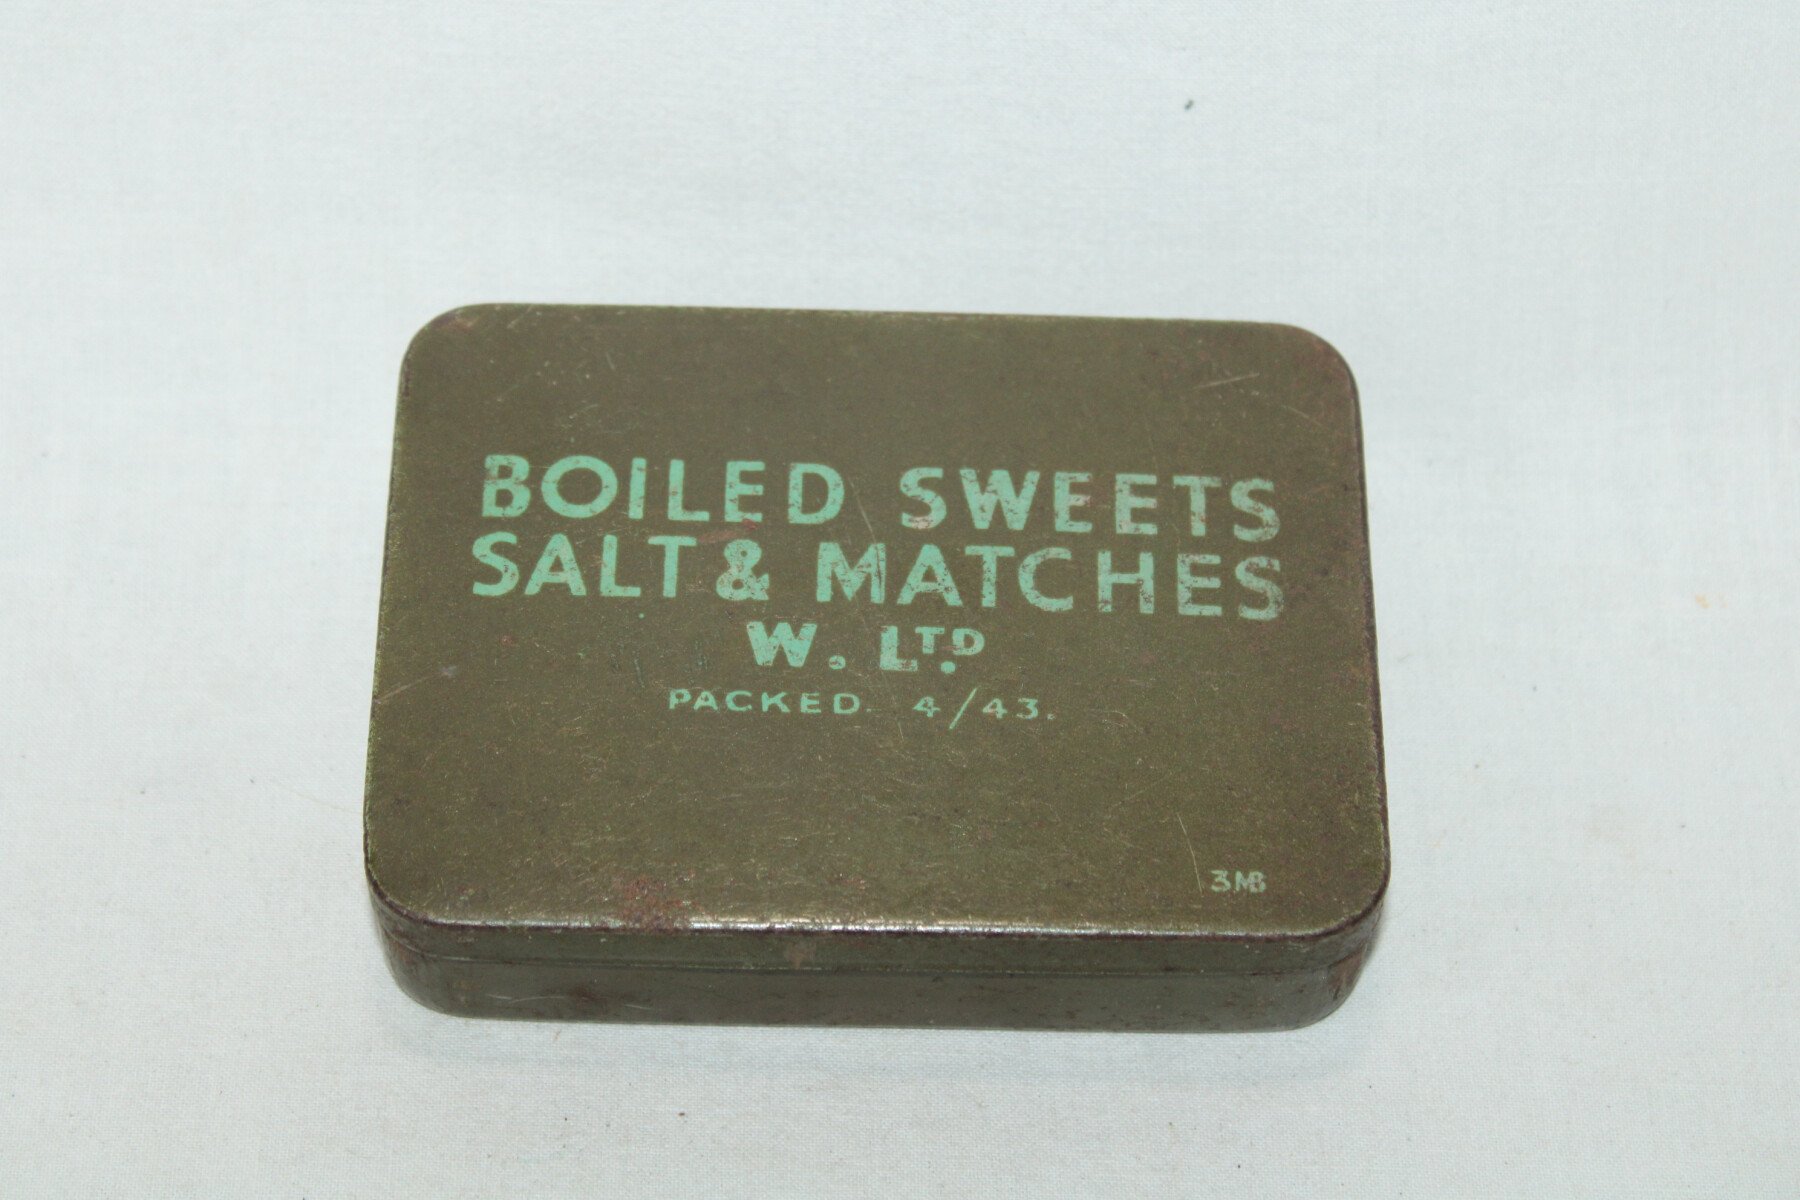 BOILED SWEETS
SALT & MATCHES
W. LTD.
PACKED. 4/43.
3MB